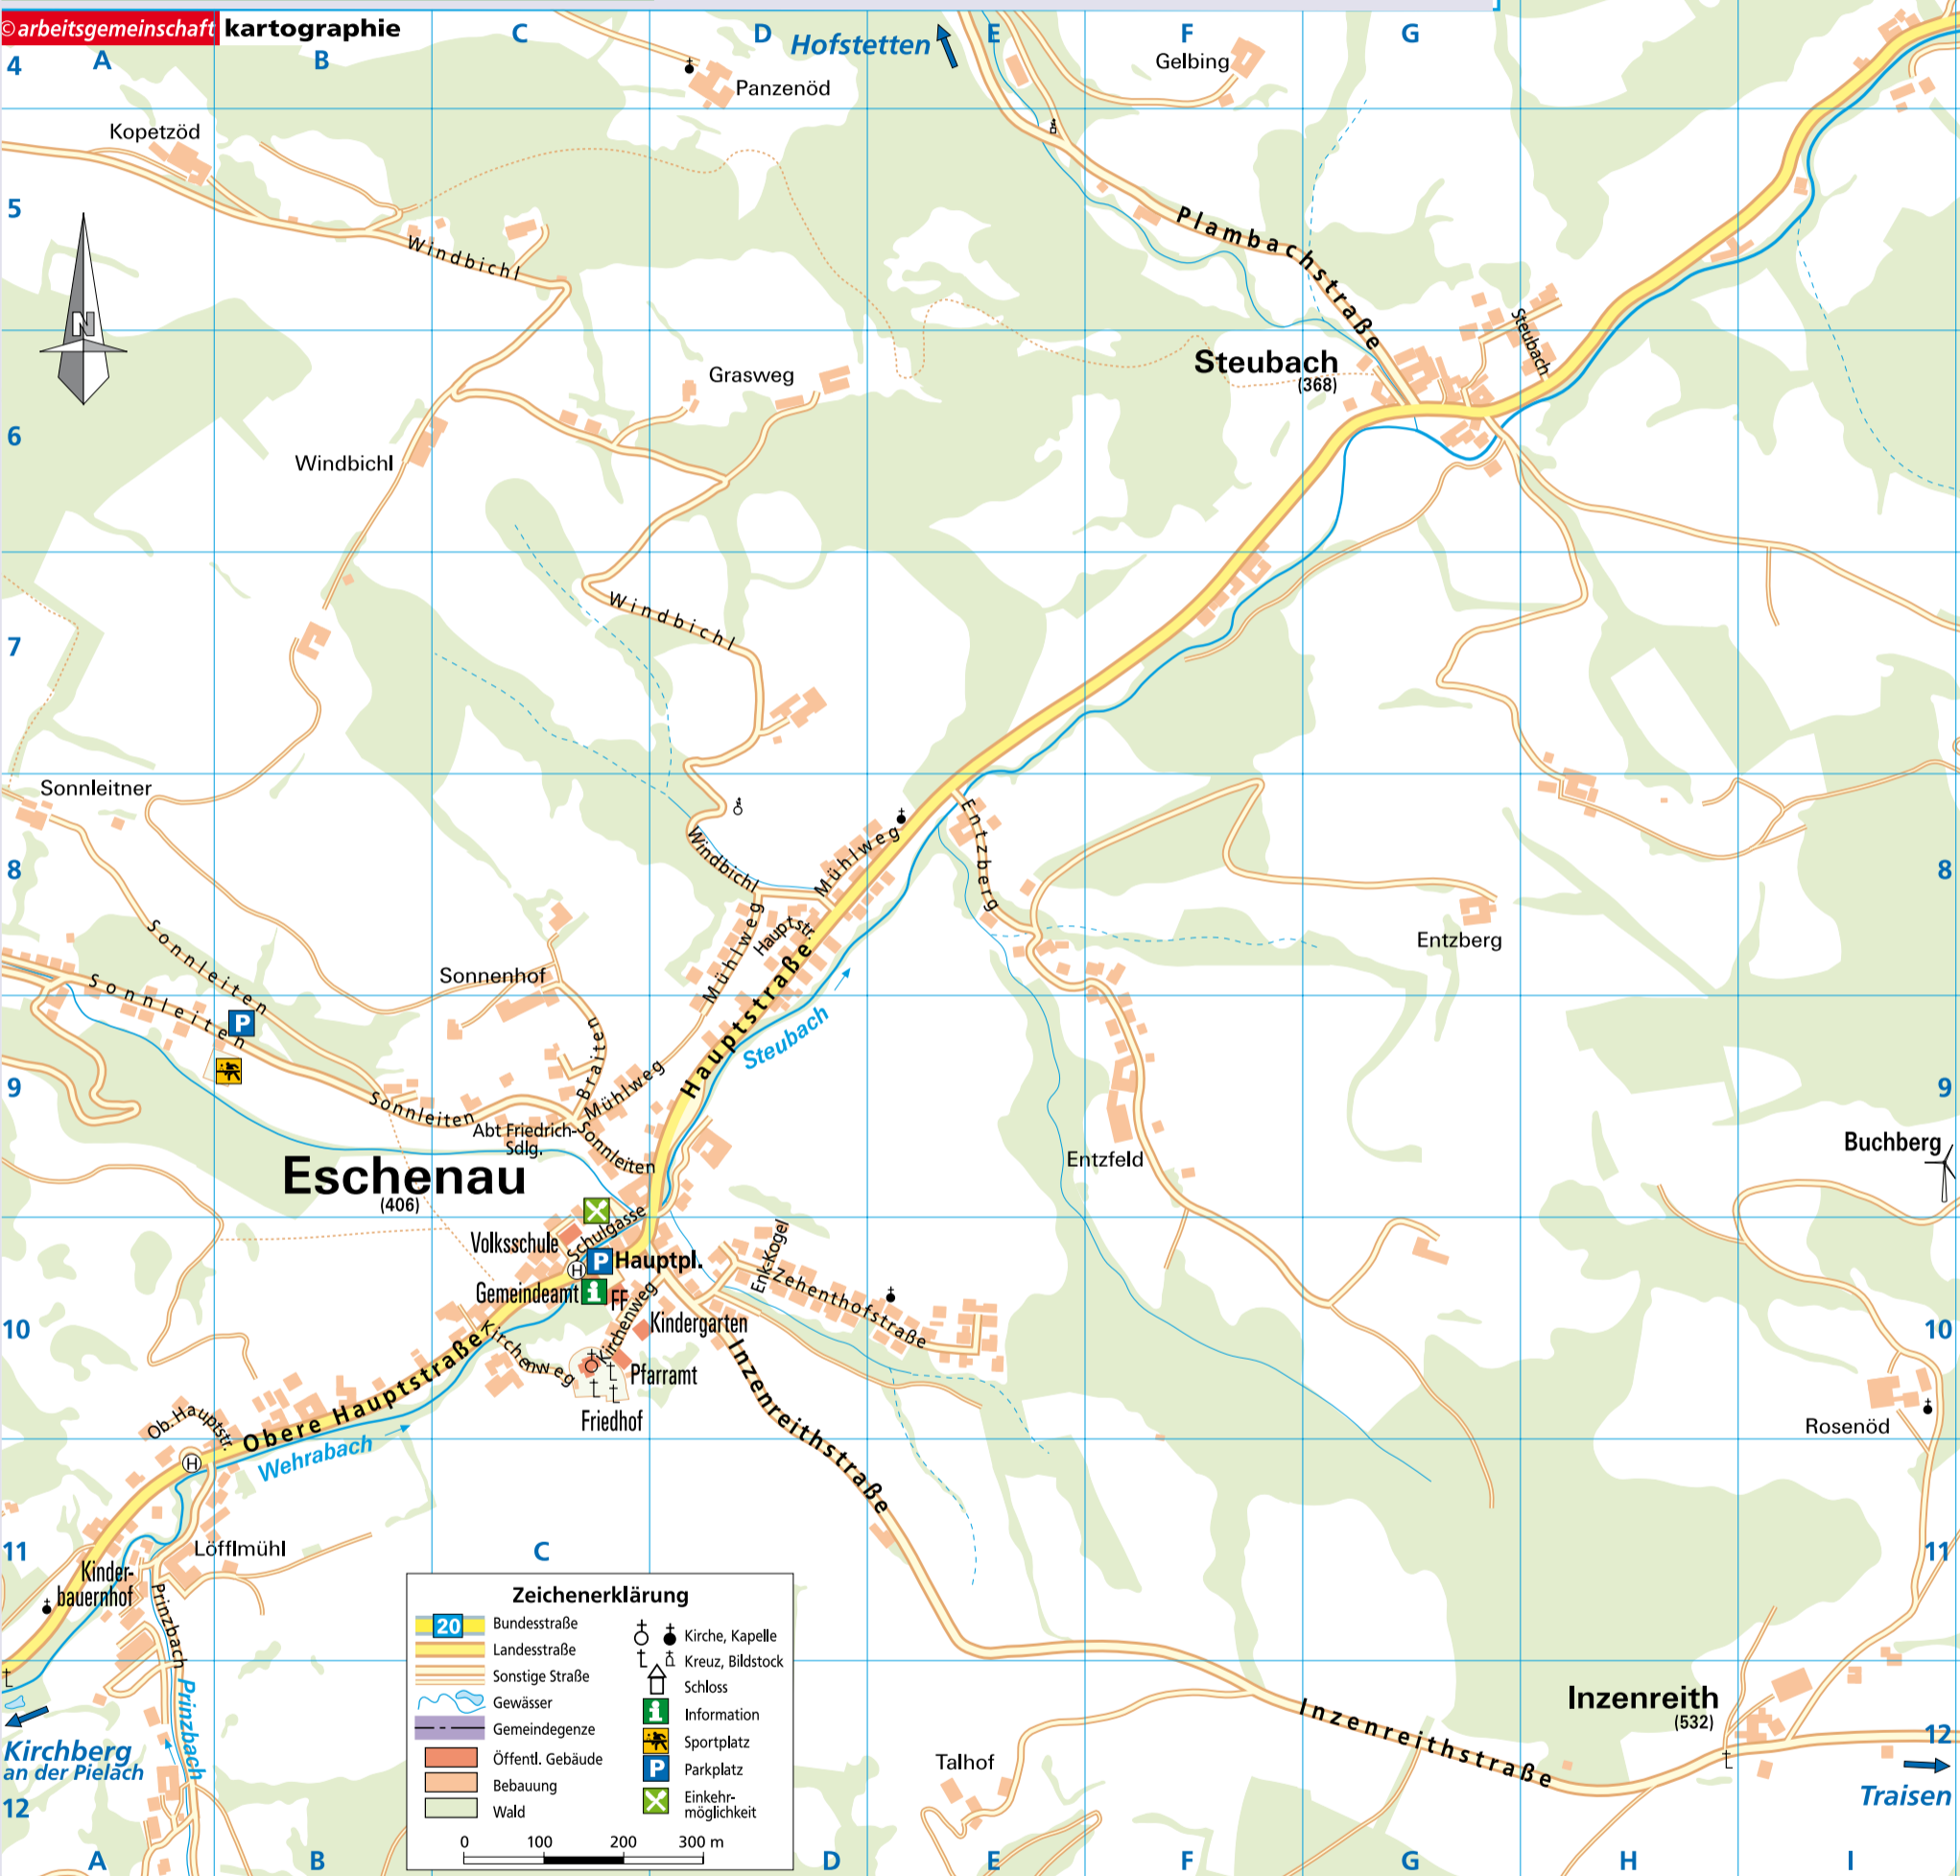 ©arbeitsgemeinschaft kartographie
A
B
C
D
E
F
G
4
Hofstetten
Gelbing
Panzenöd
Kopetzöd
5
Plambachstraße
Windbichl
N
Steubach
Steubach
(368)
Grasweg
6
Windbichl
Windbichl
7
Sonnleitner
Entzberg
Windbichl
Mühlweg
8
8
Mühlweg
Hauptstr.
Sonnleiten
Entzberg
Sonnenhof
Sonnleiten
Hauptstraße
P
Steubach
Braiten
Mühlweg
9
9
Sonnleiten
Abt Friedrich-
Sdlg.
Sonnleiten
Buchberg
Entzfeld
Eschenau
(406)
Volksschule
Schulgasse
H
P
Hauptpl.
Enk-Kogel
Zehenthofstraße
Gemeindeamt
i
FF
Kirchenweg
Kindergarten
10
10
Kirchenweg
Pfarramt
Inzenreithstraße
Friedhof
Obere Hauptstraße
Ob.Hauptstr.
Rosenöd
H
Wehrabach
11
C
11
Löfflmühl
Kinder-
bauernhof
Prinzbach
Prinzbach
Kirchberg
an der Pielach
12
Zeichenerklärung
20
Bundesstraße
Landesstraße
Sonstige Straße
Gewässer
Gemeindegenze
Öffentl. Gebäude
Bebauung
Wald
Kirche, Kapelle
Kreuz, Bildstock
Schloss
i
Information
Sportplatz
P
Parkplatz
Einkehr-
möglichkeit
0 100 200 300 m
Inzenreith
(532)
Inzenreithstraße
Talhof
12
Traisen
A
B
D
E
F
G
H
I